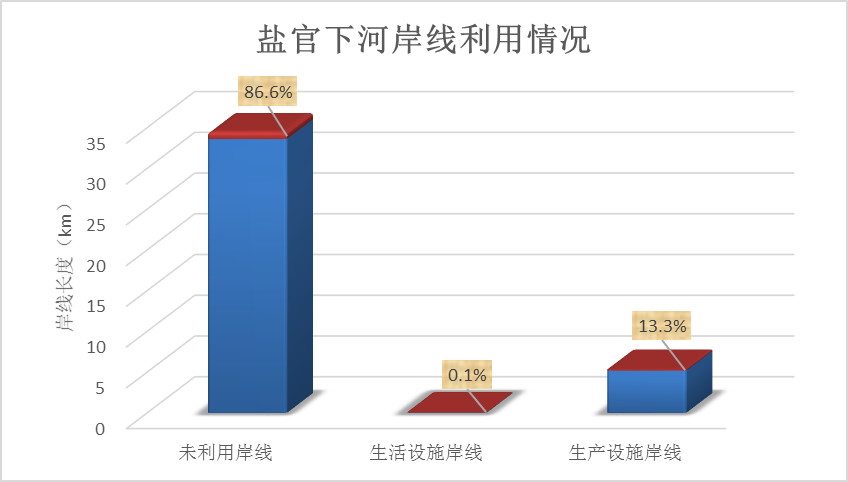 盐官下河岸线利用情况
86.6%
0.1%
13.3%
岸线长度（km）
35
30
25
20
15
10
5
0
未利用岸线
生活设施岸线
生产设施岸线